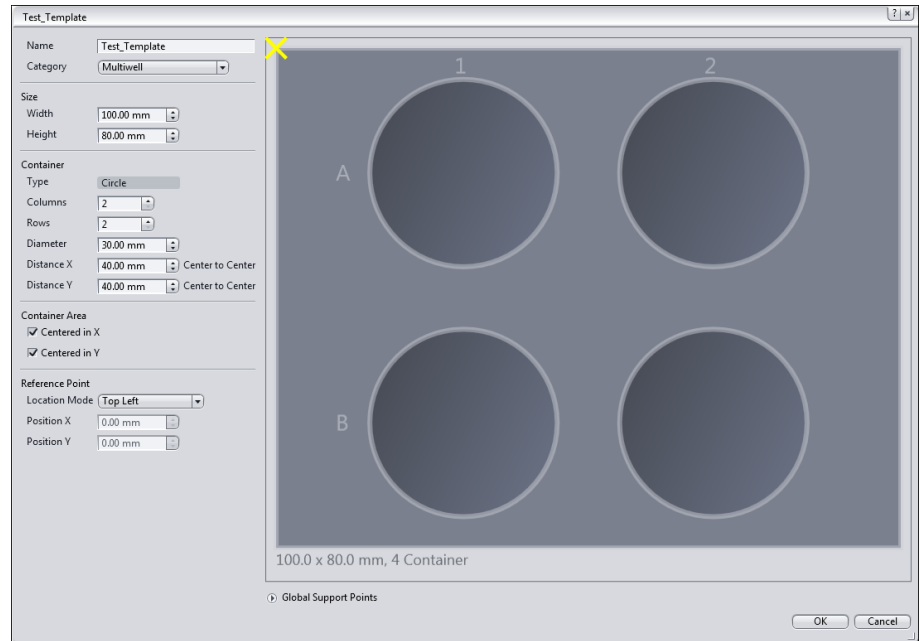 Test_Template
? ×
Name Test_Template
Category Multiwell
Size
Width 100.00 mm
Height 80.00 mm
Container
Type Circle
Columns 2
Rows 2
Diameter 30.00 mm
Distance X 40.00 mm Center to Center
Distance Y 40.00 mm Center to Center
Container Area
Centered in X
Centered in Y
Reference Point
Location Mode Top Left
Position X 0.00 mm
Position Y 0.00 mm
1 2
A
B
100.0 x 80.0 mm, 4 Container
Global Support Points
OK Cancel